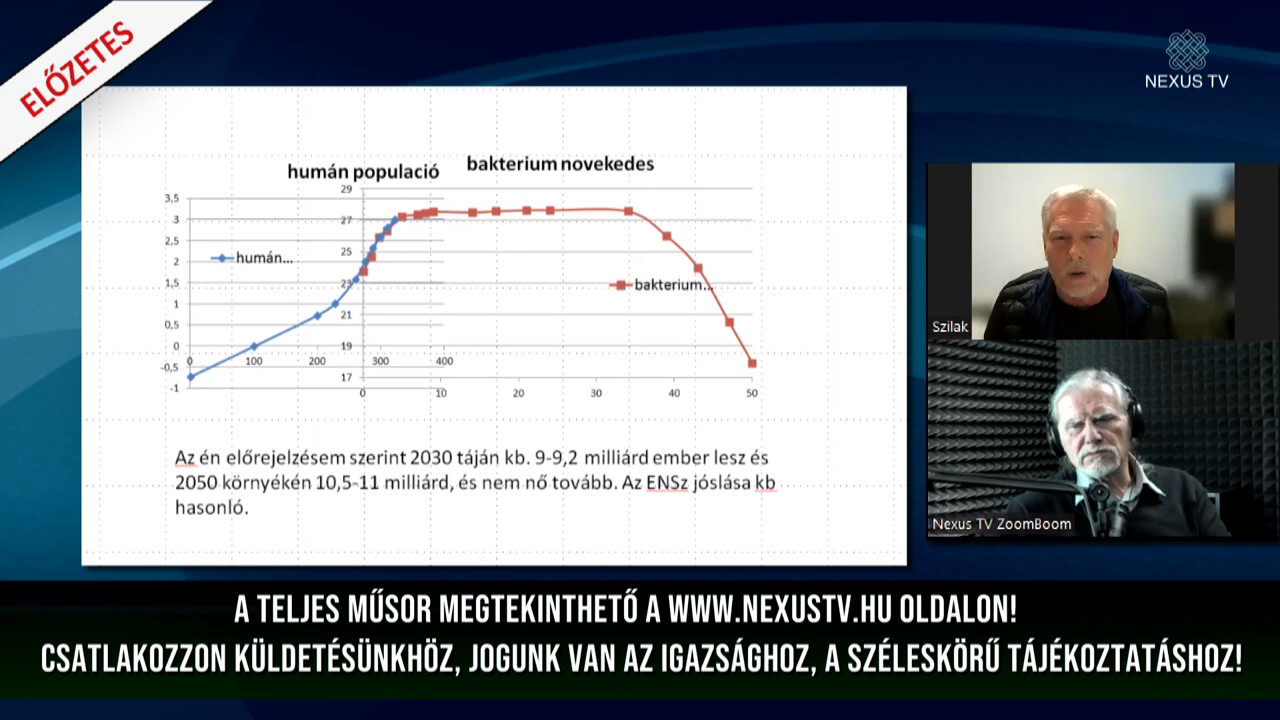 ELŐZETES
NEXUS TV
humán populació
bakterium novekedes
3,5
3
2,5
2
1,5
1
0,5
0
-0,5
-1
29
27
25
23
21
19
17
humán...
bakterium...
0
100
200
300
400
0
10
20
30
40
50
Az én előrejelzésem szerint 2030 táján kb. 9-9,2 milliárd ember lesz és
2050 környékén 10,5-11 milliárd, és nem nő tovább. Az ENSz jóslása kb
hasonló.
Szilak
Nexus TV ZoomBoom
A TELJES MŰSOR MEGTEKINTHETŐ A WWW.NEXUSTV.HU OLDALON!
CSATLAKOZZON KÜLDETÉSÜNKHÖZ, JOGUNK VAN AZ IGAZSÁGHOZ, A SZÉLESKÖRŰ TÁJÉKOZTATÁSHOZ!